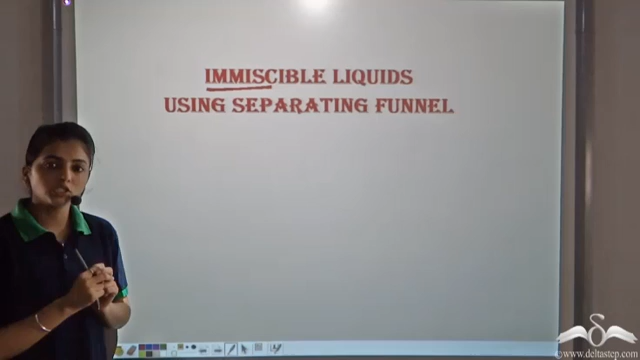 IMMISCIBLE LIQUIDS
USING SEPARATING FUNNEL
©www.deltastep.com